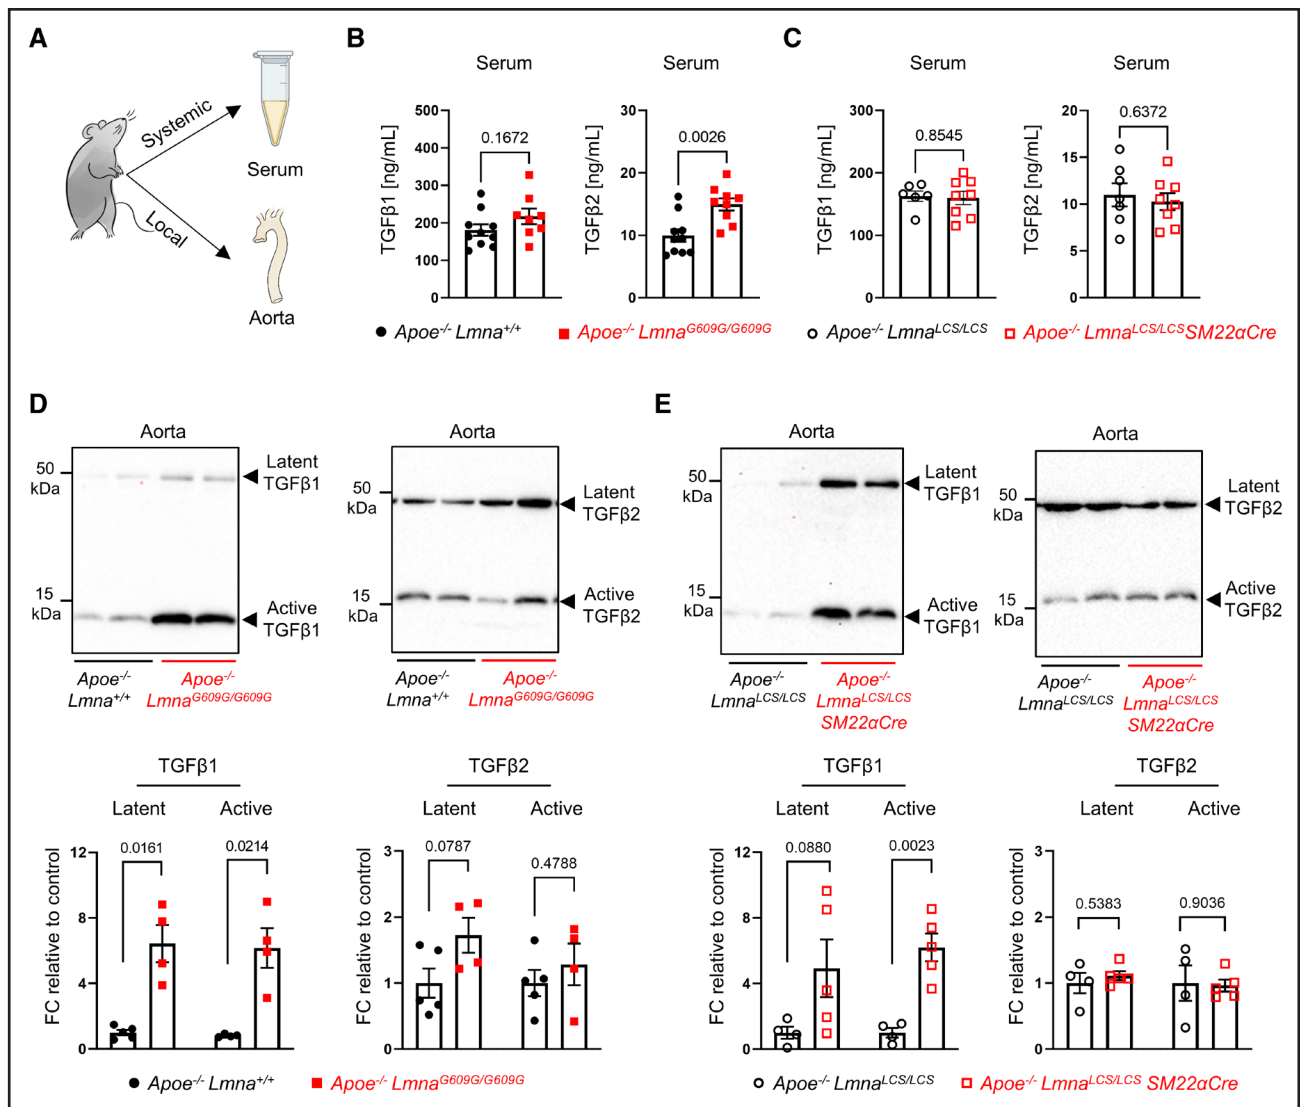 A
Systemic
Serum
Local
Aorta
B
Serum
TGFβ1 [ng/mL]
500
400
300
200
100
0
0.1672
Serum
TGFβ2 [ng/mL]
30
20
10
0
0.0026
Apoe-/- Lmna+/+
Apoe-/- LmnaG609G/G609G
C
Serum
TGFβ1 [ng/mL]
300
200
100
0
0.8545
Serum
TGFβ2 [ng/mL]
20
15
10
5
0
0.6372
Apoe-/- LmnaLCS/LCS
Apoe-/- LmnaLCS/LCSSM22αCre
D
Aorta
50
kDa
15
kDa
Latent
TGFβ1
Active
TGFβ1
Apoe-/-
Lmna+/+
Apoe-/-
LmnaG609G/G609G
Aorta
50
kDa
15
kDa
Latent
TGFβ2
Active
TGFβ2
Apoe-/-
Lmna+/+
Apoe-/-
LmnaG609G/G609G
TGFβ1
Latent
Active
FC relative to control
12
8
4
0
0.0161
0.0214
TGFβ2
Latent
Active
FC relative to control
3
2
1
0
0.0787
0.4788
Apoe-/- Lmna+/+
Apoe-/- LmnaG609G/G609G
E
Aorta
50
kDa
15
kDa
Latent
TGFβ1
Active
TGFβ1
Apoe-/-
LmnaLCS/LCS
Apoe-/-
LmnaLCS/LCS
SM22αCre
Aorta
50
kDa
15
kDa
Latent
TGFβ2
Active
TGFβ2
Apoe-/-
LmnaLCS/LCS
Apoe-/-
LmnaLCS/LCS
SM22αCre
TGFβ1
Latent
Active
FC relative to control
12
8
4
0
0.0880
0.0023
TGFβ2
Latent
Active
FC relative to control
3
2
1
0
0.5383
0.9036
Apoe-/- LmnaLCS/LCS
Apoe-/- LmnaLCS/LCS SM22αCre